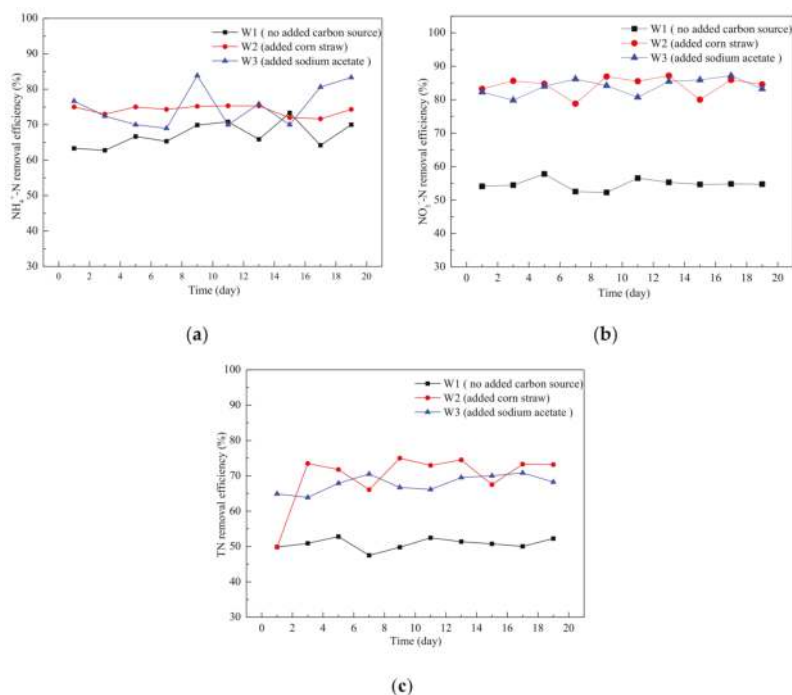 W1 ( no added carbon source)
W2 (added corn straw)
W3 (added sodium acetate )
NH₄⁺-N removal efficiency (%)
100
90
80
70
60
50
40
30
0 2 4 6 8 10 12 14 16 18 20
Time (day)
(a)
W1 ( no added carbon source)
W2 (added corn straw)
W3 (added sodium acetate )
NO₃⁻-N removal efficiency (%)
100
90
80
70
60
50
40
30
0 2 4 6 8 10 12 14 16 18 20
Time (day)
(b)
W1 ( no added carbon source)
W2 (added corn straw)
W3 (added sodium acetate )
TN removal efficiency (%)
100
90
80
70
60
50
40
30
0 2 4 6 8 10 12 14 16 18 20
Time (day)
(c)